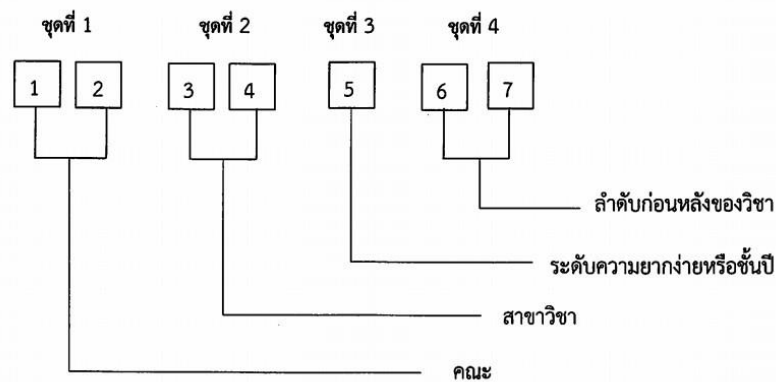 ชุดที่ 1 ชุดที่ 2 ชุดที่ 3 ชุดที่ 4
1 2 3 4 5 6 7
ลำดับก่อนหลังของวิชา
ระดับความยากง่ายหรือชั้นปี
สาขาวิชา
คณะ